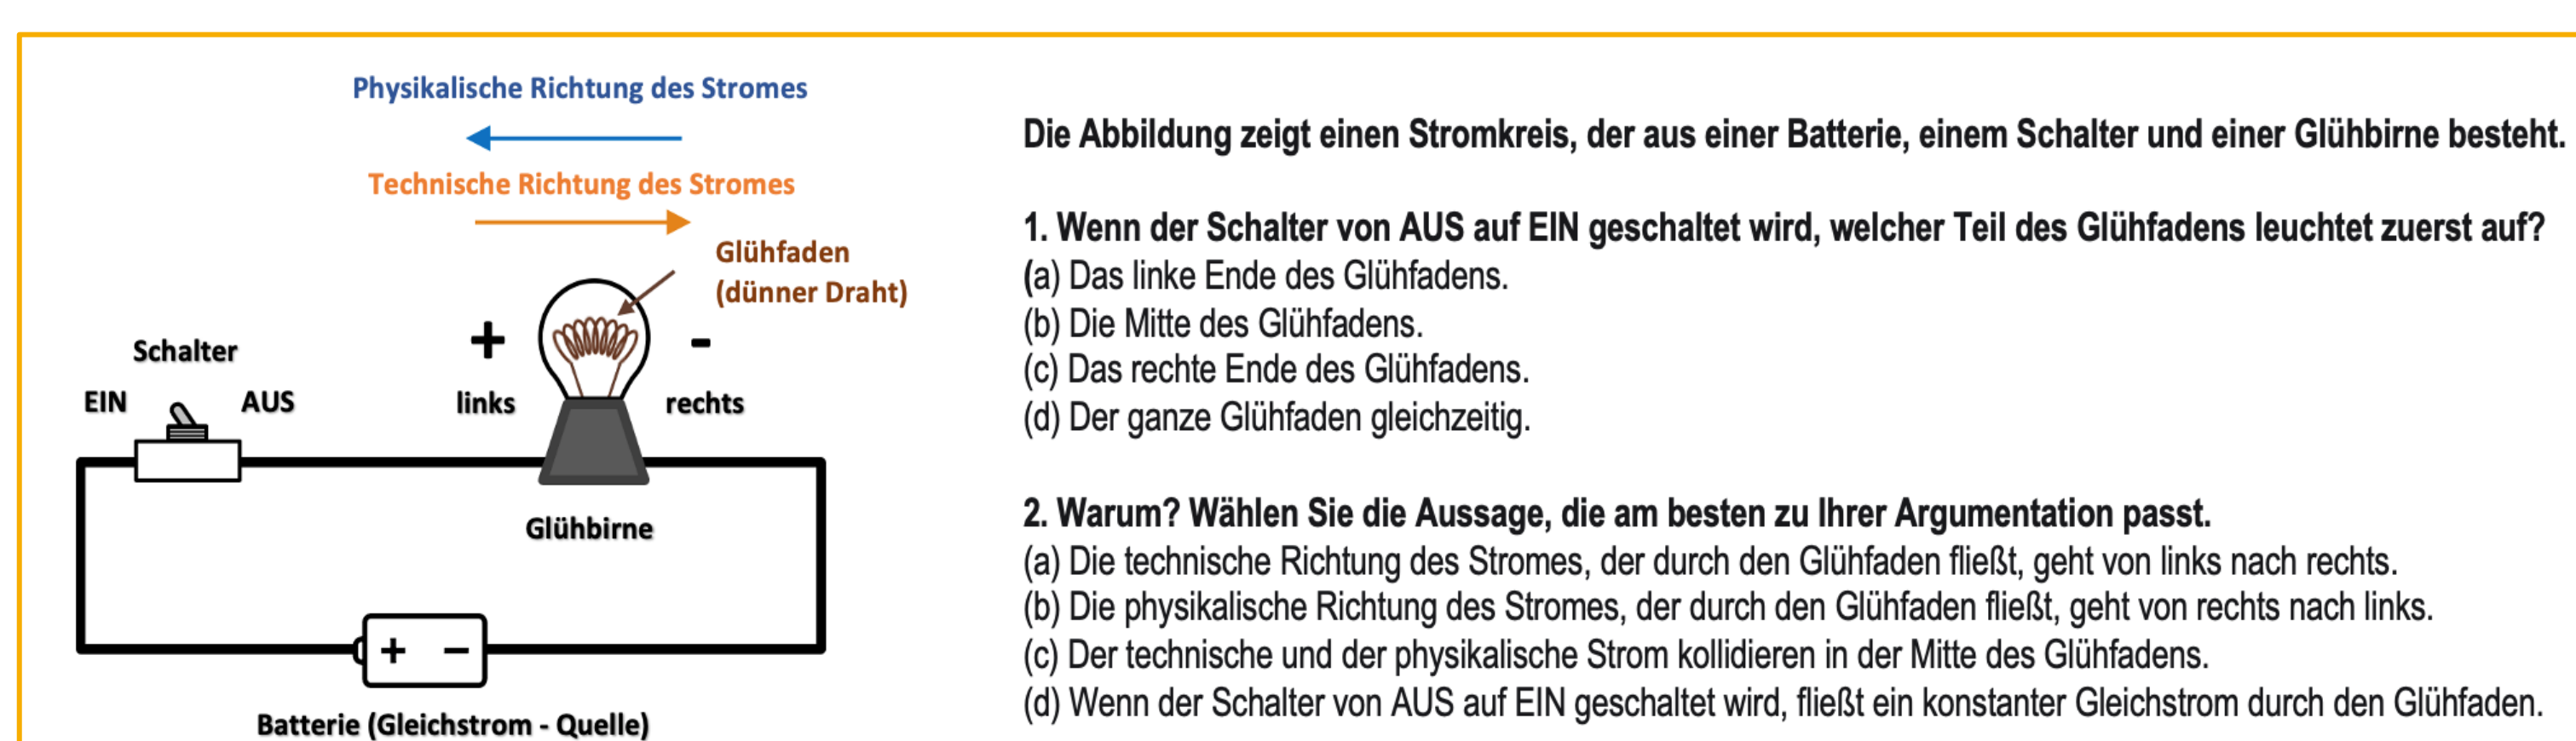 Physikalische Richtung des Stromes
Technische Richtung des Stromes
Glühfaden
(dünner Draht)
+
-
Schalter
EIN
AUS
links
rechts
Glühbirne
+ −
Batterie (Gleichstrom - Quelle)
Die Abbildung zeigt einen Stromkreis, der aus einer Batterie, einem Schalter und einer Glühbirne besteht.
1. Wenn der Schalter von AUS auf EIN geschaltet wird, welcher Teil des Glühfadens leuchtet zuerst auf?
(a) Das linke Ende des Glühfadens.
(b) Die Mitte des Glühfadens.
(c) Das rechte Ende des Glühfadens.
(d) Der ganze Glühfaden gleichzeitig.
2. Warum? Wählen Sie die Aussage, die am besten zu Ihrer Argumentation passt.
(a) Die technische Richtung des Stromes, der durch den Glühfaden fließt, geht von links nach rechts.
(b) Die physikalische Richtung des Stromes, der durch den Glühfaden fließt, geht von rechts nach links.
(c) Der technische und der physikalische Strom kollidieren in der Mitte des Glühfadens.
(d) Wenn der Schalter von AUS auf EIN geschaltet wird, fließt ein konstanter Gleichstrom durch den Glühfaden.